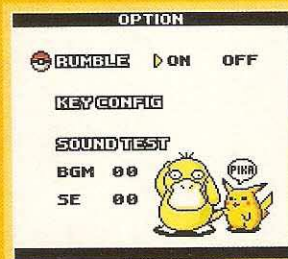 OPTION
RUMBLE ON OFF
KEY CONFIG
SOUND TEST
BGM 00
SE 00
PIKA